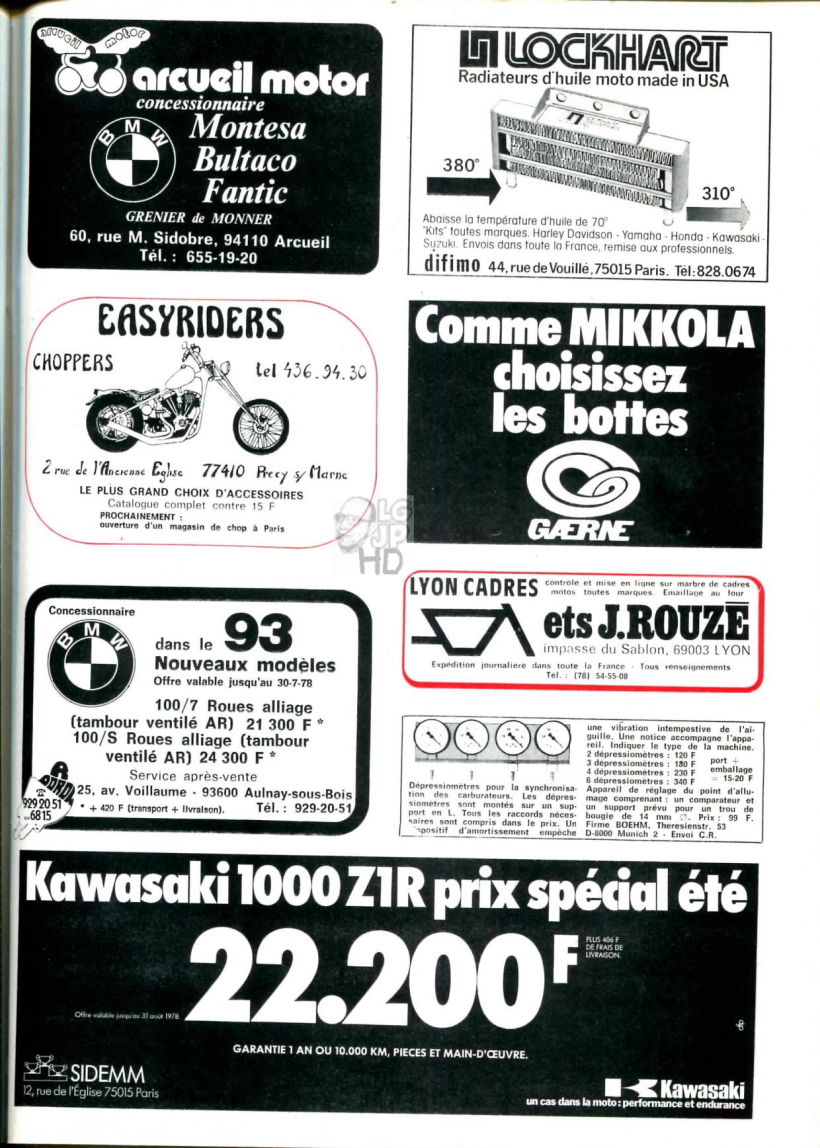 arcueil motor
arcueil motor
concessionnaire
BMW
Montesa
Bultaco
Fantic
GRENIER de MONNER
60, rue M. Sidobre, 94110 Arcueil
Tél. : 655-19-20
LOCKHART
Radiateurs d'huile moto made in USA
380°
310°
Abaisse la température d'huile de 70°
"Kits" toutes marques. Harley Davidson - Yamaha - Honda - Kawasaki -
Suzuki. Envois dans toute la France, remise aux professionnels.
difimo 44, rue de Vouillé, 75015 Paris. Tél: 828.0674
EASYRIDERS
CHOPPERS
tel 436.94.30
2 rue de l'Ancienne Eglise 77410 Precy s/ Marne
LE PLUS GRAND CHOIX D'ACCESSOIRES
Catalogue complet contre 15 F
PROCHAINEMENT :
ouverture d'un magasin de chop à Paris
Comme MIKKOLA
choisissez
les bottes
GÆRNE
LG
JP
HD
Concessionnaire
BMW
dans le 93
Nouveaux modèles
Offre valable jusqu'au 30-7-78
100/7 Roues alliage
(tambour ventilé AR) 21 300 F *
100/S Roues alliage (tambour
ventilé AR) 24 300 F *
Service après-vente
25, av. Voillaume - 93600 Aulnay-sous-Bois
* + 420 F (transport + livraison). Tél. : 929-20-51
929 20 51
6815
LYON CADRES
controle et mise en ligne sur marbre de cadres
motos toutes marques. Emaillage au four
ets J.ROUZÉ
impasse du Sablon, 69003 LYON
Expédition journaliere dans toute la France - Tous renseignements
Tél. : (78) 54-55-08
Dépressiomètres pour la synchronisa-
tion des carburateurs. Les dépres-
siomètres sont montés sur un sup-
port en L. Tous les raccords néces-
saires sont compris dans le prix. Un
dispositif d'amortissement empêche
une vibration intempestive de l'ai-
guille. Une notice accompagne l'appa-
reil. Indiquer le type de la machine.
2 dépressiomètres : 120 F
3 dépressiomètres : 180 F
4 dépressiomètres : 230 F
6 dépressiomètres : 340 F
port +
emballage
= 15-20 F
Appareil de réglage du point d'allu-
mage comprenant : un comparateur et
un support prévu pour un trou de
bougie de 14 mm ∅. Prix : 99 F.
Firme BOEHM, Theresienstr. 53
D-8000 Munich 2 - Envoi C.R.
Kawasaki 1000 Z1R prix spécial été
22.200 F
PLUS 406 F
DE FRAIS DE
LIVRAISON.
Offre valable jusqu'au 31 août 1978.
GARANTIE 1 AN OU 10.000 KM, PIECES ET MAIN-D'ŒUVRE.
SIDEMM
12, rue de l'Église 75015 Paris
Kawasaki
un cas dans la moto : performance et endurance